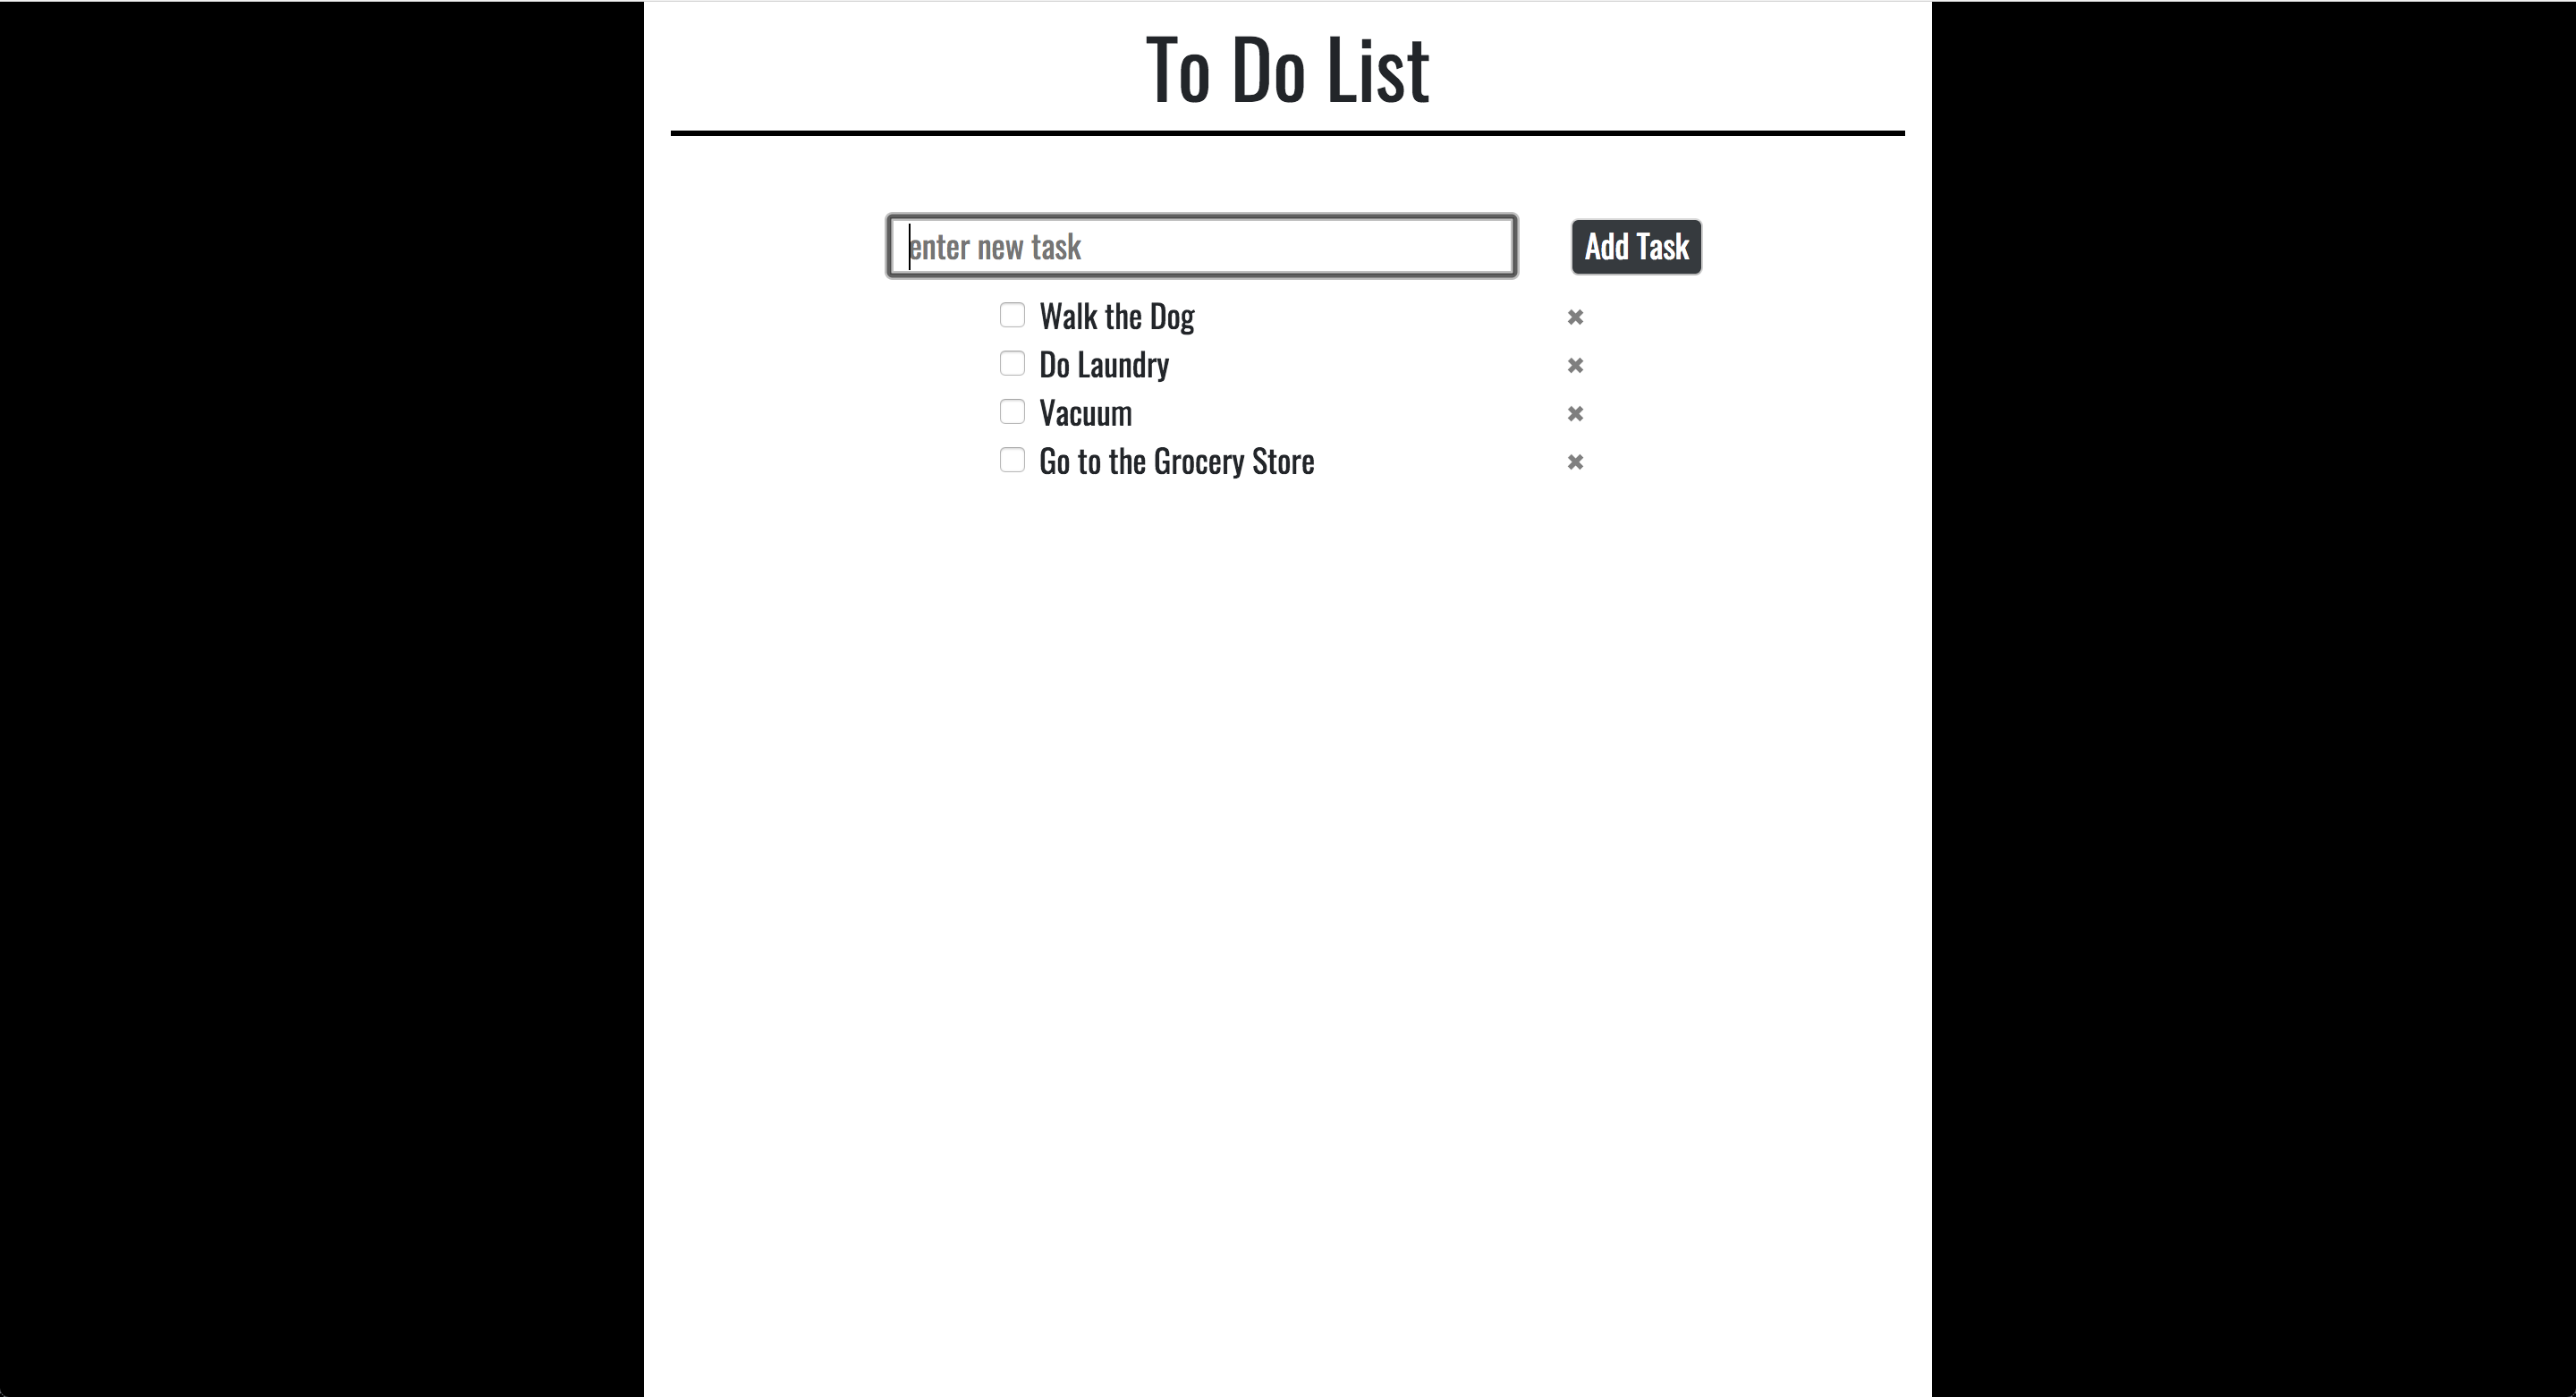 To Do List
enter new task
Add Task
Walk the Dog
Do Laundry
Vacuum
Go to the Grocery Store